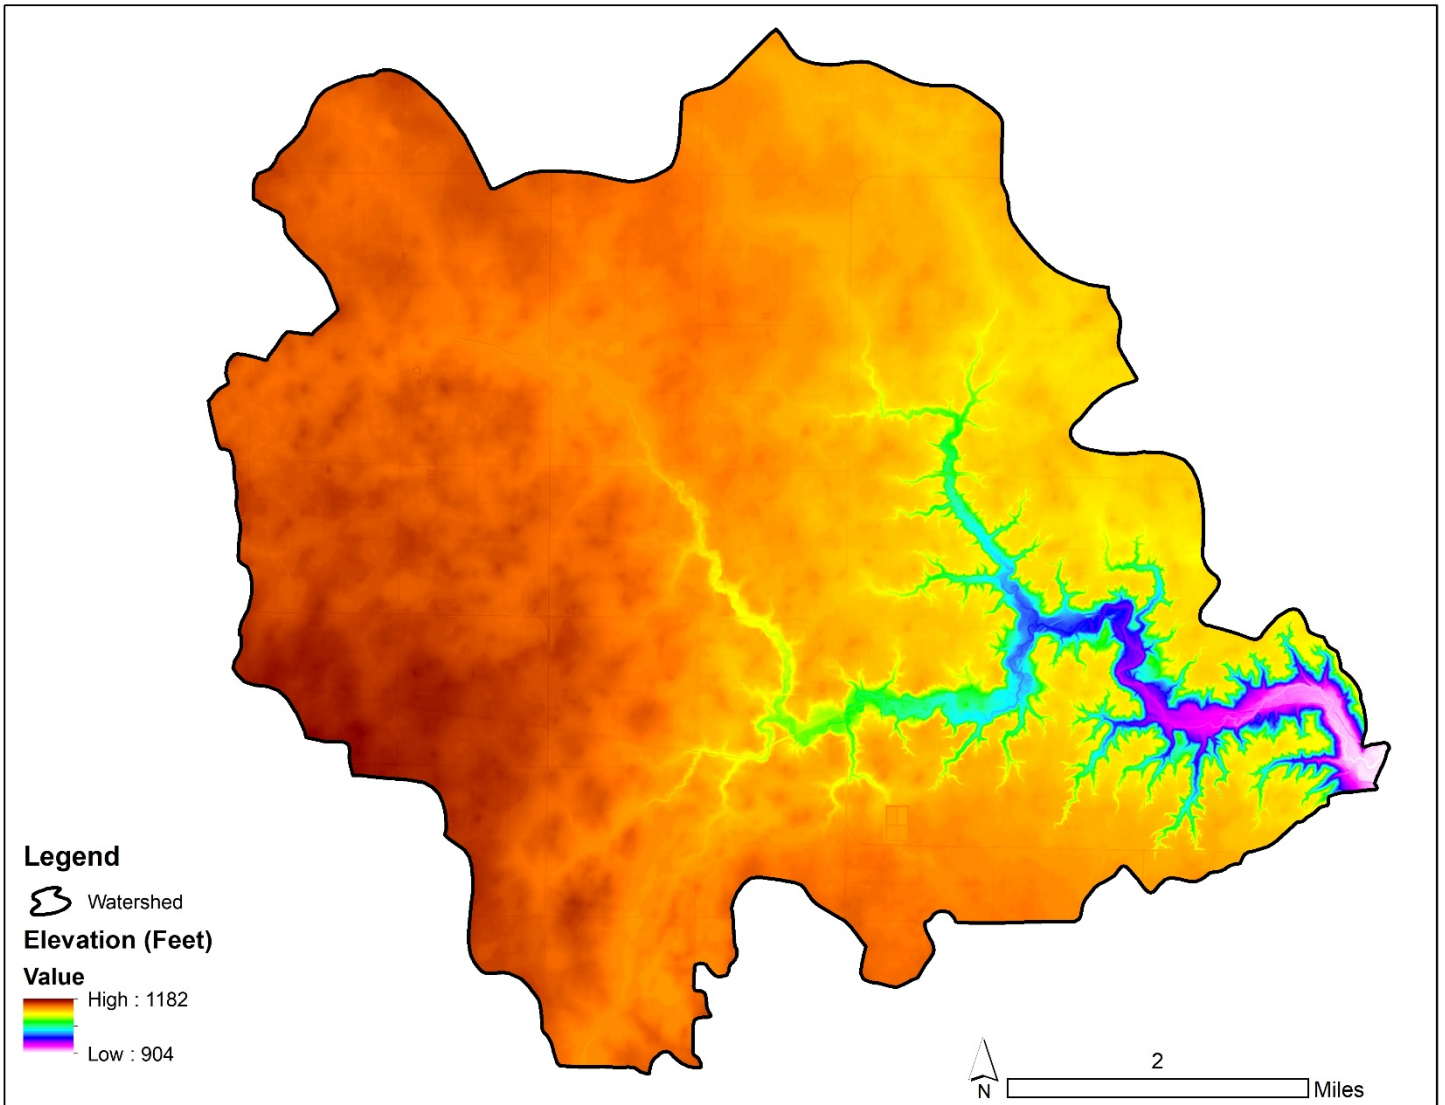 Legend
Watershed
Elevation (Feet)
Value
High : 1182
Low : 904
N
2
Miles